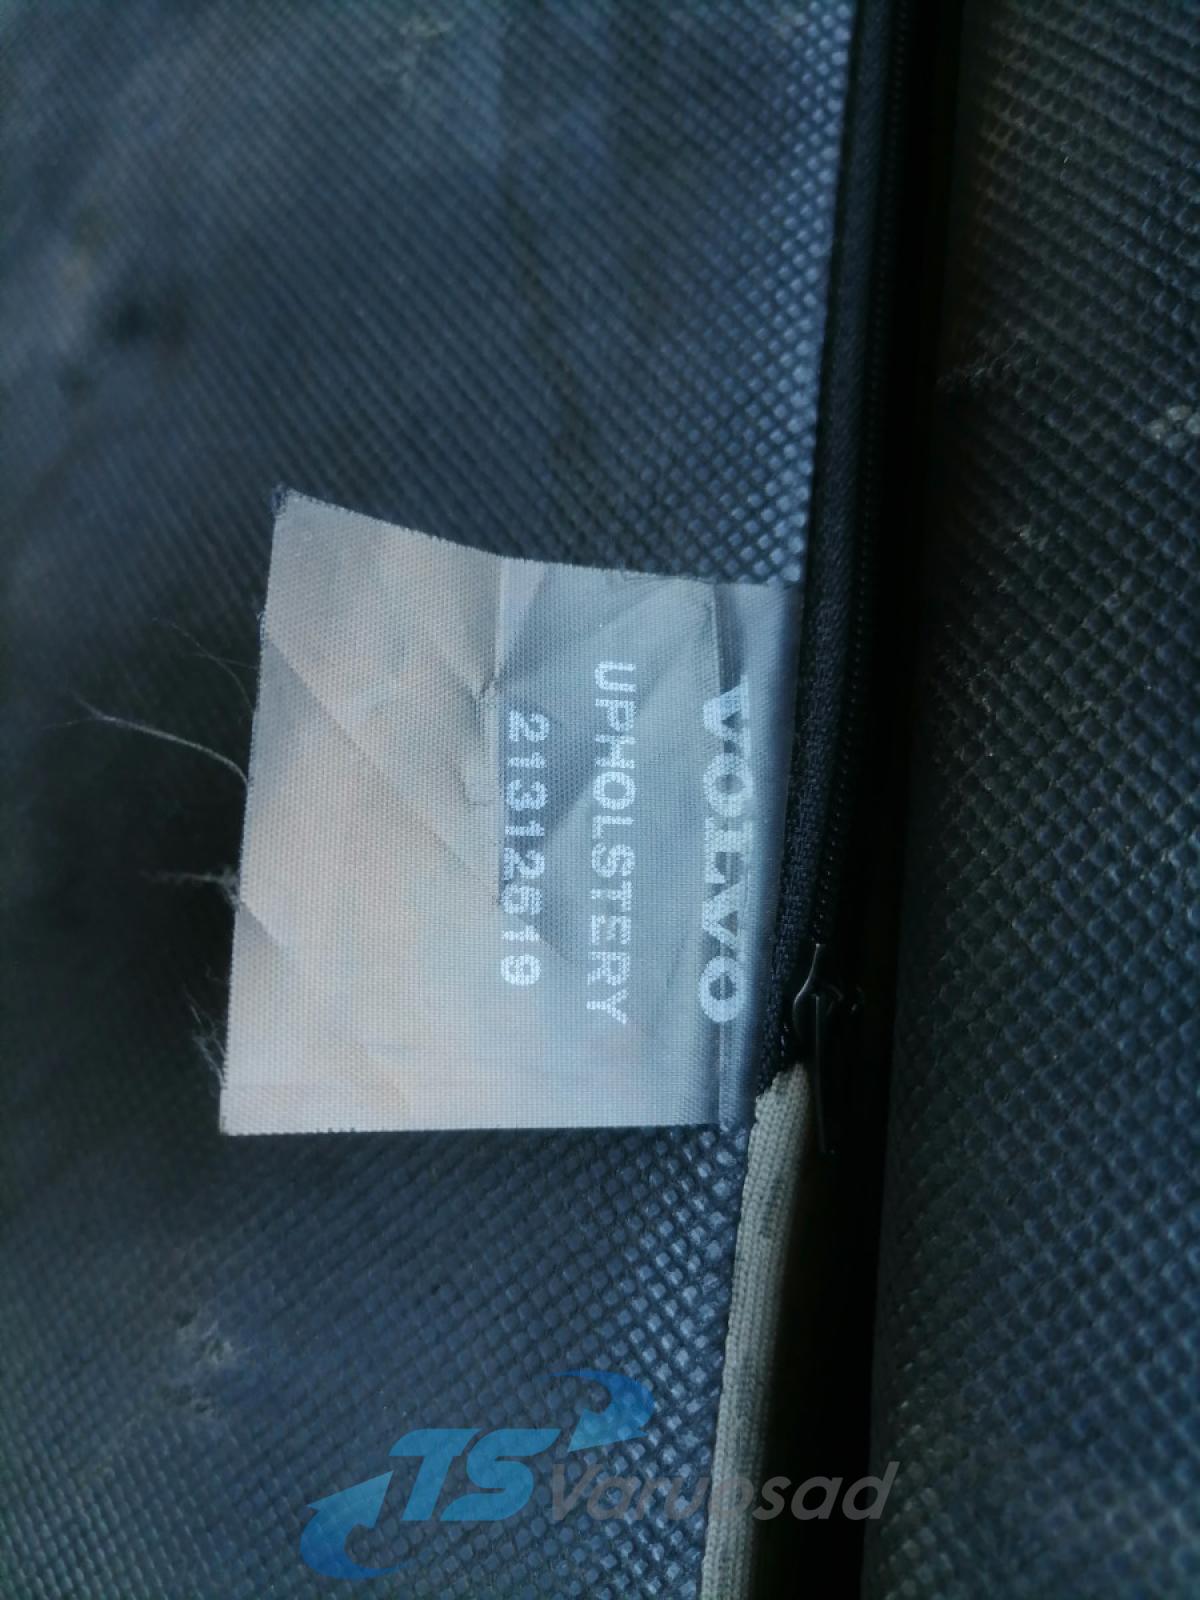 VOLVO
UPHOLSTERY
21312619
TS Varuosad